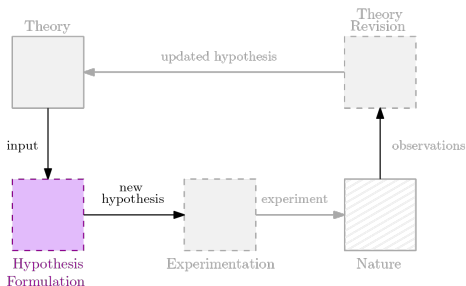 Theory
Theory
Revision
updated hypothesis
input
observations
new
hypothesis
experiment
Hypothesis
Formulation
Experimentation
Nature